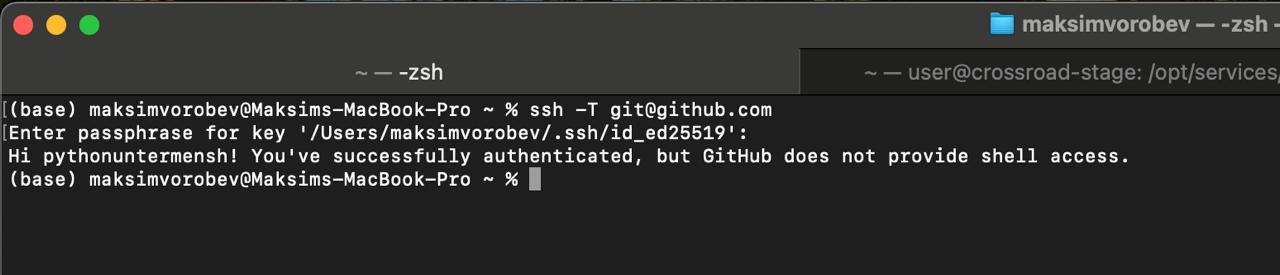 maksimvorobev — -zsh -
~ — -zsh
~ — user@crossroad-stage: /opt/services/
[(base) maksimvorobev@Maksims-MacBook-Pro ~ % ssh -T git@github.com
[Enter passphrase for key '/Users/maksimvorobev/.ssh/id_ed25519':
Hi pythonuntermensh! You've successfully authenticated, but GitHub does not provide shell access.
(base) maksimvorobev@Maksims-MacBook-Pro ~ %